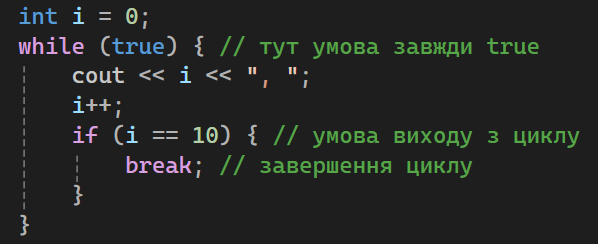 int i = 0;
while (true) { // тут умова завжди true
    cout << i << ", ";
    i++;
    if (i == 10) { // умова виходу з циклу
        break; // завершення циклу
    }
}